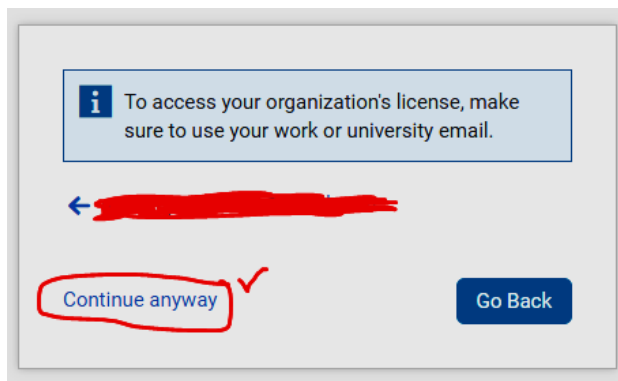 To access your organization's license, make
sure to use your work or university email.
Continue anyway
Go Back